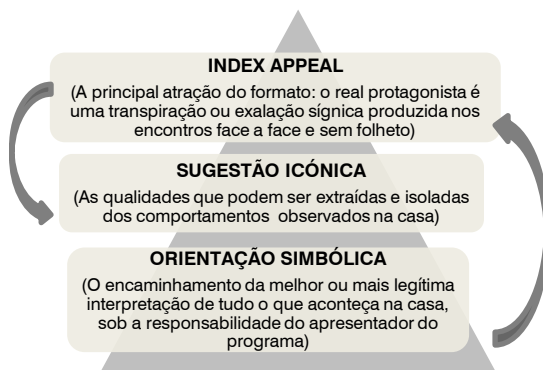 INDEX APPEAL
(A principal atração do formato: o real protagonista é
uma transpiração ou exalação sígnica produzida nos
encontros face a face e sem folheto)
SUGESTÃO ICÓNICA
(As qualidades que podem ser extraídas e isoladas
dos comportamentos observados na casa)
ORIENTAÇÃO SIMBÓLICA
(O encaminhamento da melhor ou mais legítima
interpretação de tudo o que aconteça na casa,
sob a responsabilidade do apresentador do
programa)